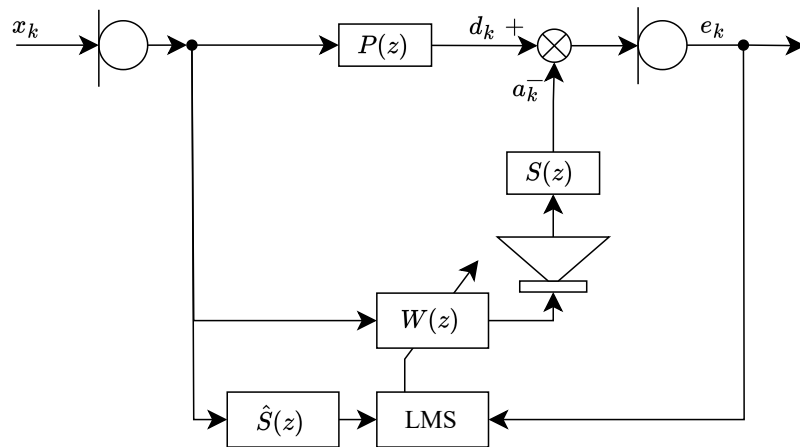 x_k
P(z)
d_k +
e_k
a_k^-
S(z)
W(z)
Ŝ(z)
LMS